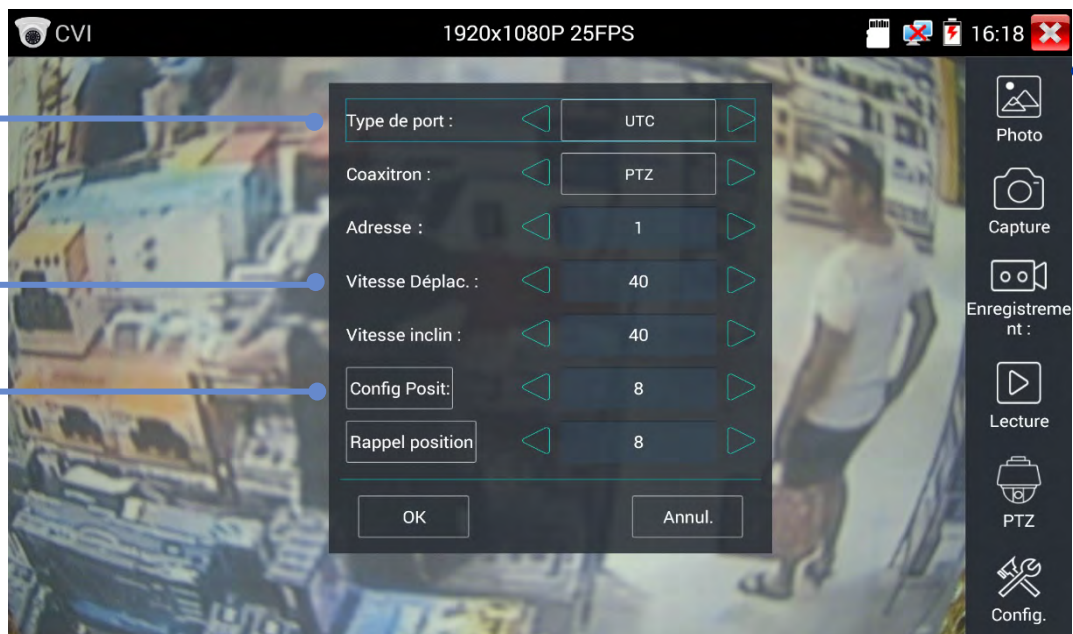 CVI
1920x1080P 25FPS
16:18
Type de port :
UTC
Coaxitron :
PTZ
Adresse :
1
Vitesse Déplac. :
40
Vitesse inclin :
40
Config Posit:
8
Rappel position
8
OK
Annul.
Photo
Capture
Enregistreme
nt :
Lecture
PTZ
Config.